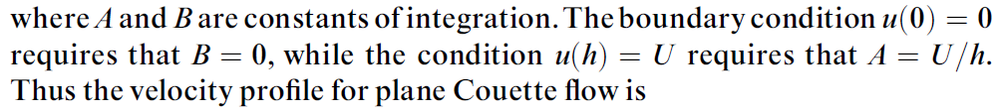 where A and B are constants of integration. The boundary condition u(0) = 0
requires that B = 0, while the condition u(h) = U requires that A = U/h.
Thus the velocity profile for plane Couette flow is